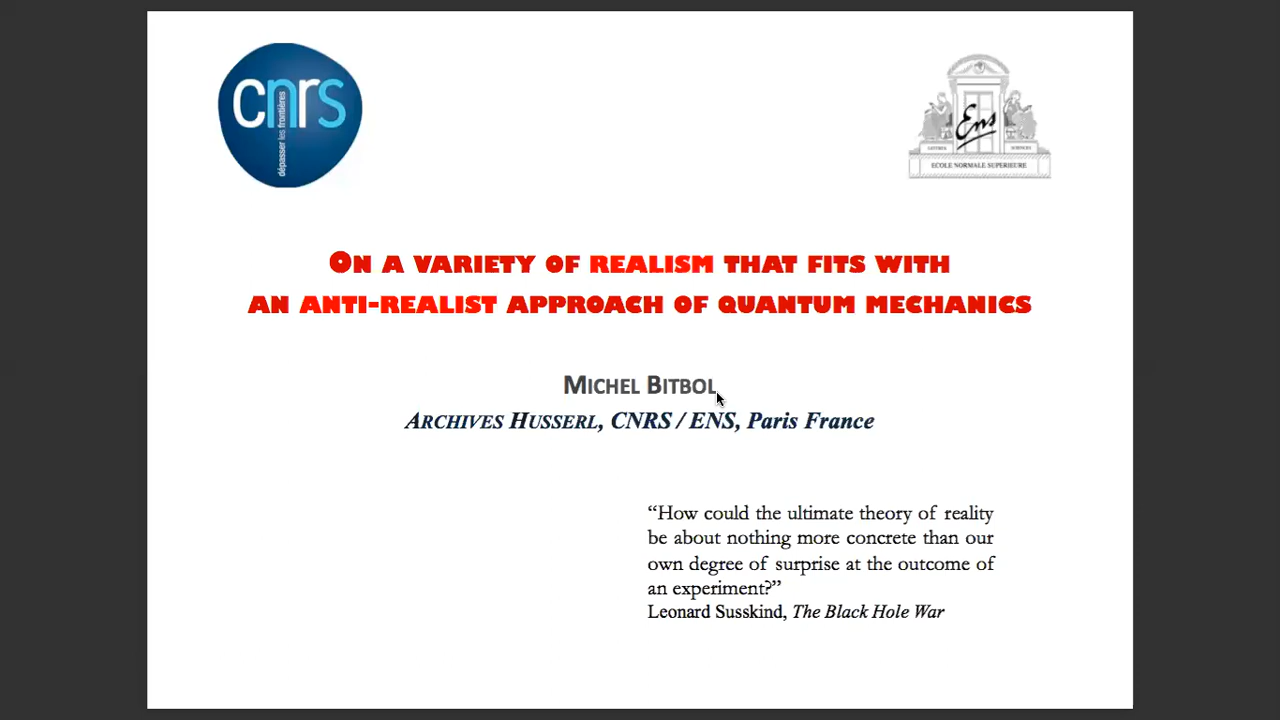 cnrs
dépasser les frontières
Ens
LETTRES
SCIENCES
ECOLE NORMALE SUPERIEURE
ON A VARIETY OF REALISM THAT FITS WITH
AN ANTI-REALIST APPROACH OF QUANTUM MECHANICS
MICHEL BITBOL
ARCHIVES HUSSERL, CNRS / ENS, Paris France
“How could the ultimate theory of reality
be about nothing more concrete than our
own degree of surprise at the outcome of
an experiment?”
Leonard Susskind, The Black Hole War